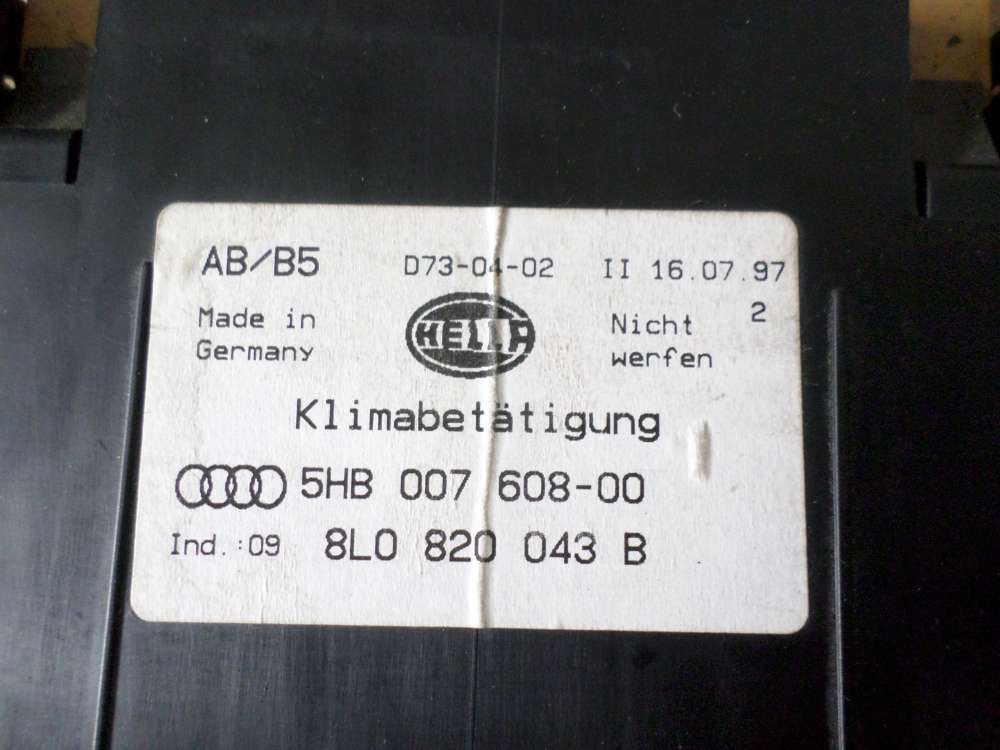 AB/B5 D73-04-02 II 16.07.97
2
Made in HELLA Nicht
Germany werfen
Klimabetätigung
5HB 007 608-00
Ind.:09 8L0 820 043 B